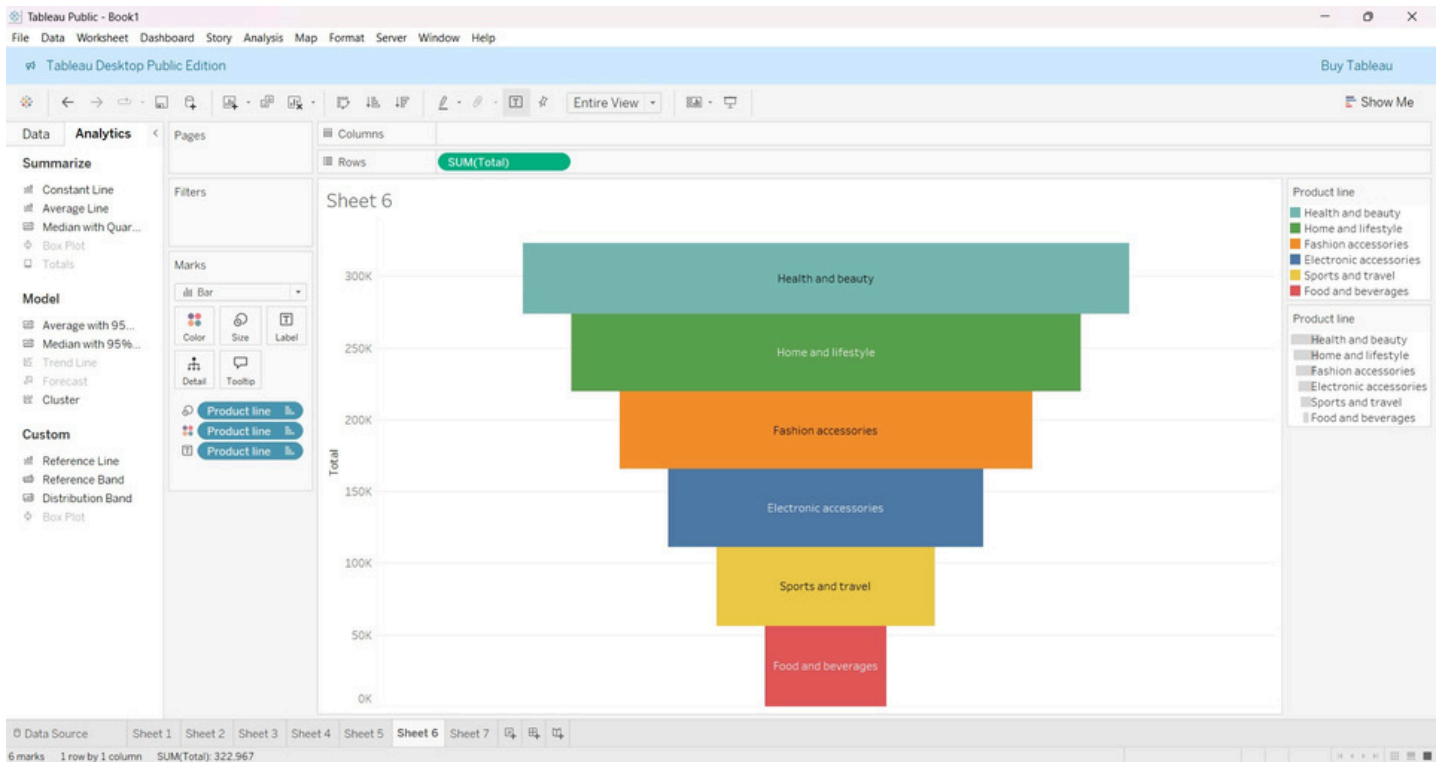 Tableau Public - Book1
File Data Worksheet Dashboard Story Analysis Map Format Server Window Help
Tableau Desktop Public Edition
Buy Tableau
Entire View
Show Me
Data Analytics
Summarize
Constant Line
Average Line
Median with Quar...
Box Plot
Totals
Model
Average with 95...
Median with 95%...
Trend Line
Forecast
Cluster
Custom
Reference Line
Reference Band
Distribution Band
Box Plot
Pages
Filters
Marks
Bar
Color Size Label
Detail Tooltip
Product line
Product line
Product line
Columns
Rows SUM(Total)
Sheet 6
Total
300K
250K
200K
150K
100K
50K
0K
Health and beauty
Home and lifestyle
Fashion accessories
Electronic accessories
Sports and travel
Food and beverages
Product line
Health and beauty
Home and lifestyle
Fashion accessories
Electronic accessories
Sports and travel
Food and beverages
Product line
Health and beauty
Home and lifestyle
Fashion accessories
Electronic accessories
Sports and travel
Food and beverages
Data Source Sheet 1 Sheet 2 Sheet 3 Sheet 4 Sheet 5 Sheet 6 Sheet 7
6 marks 1 row by 1 column SUM(Total): 322,967